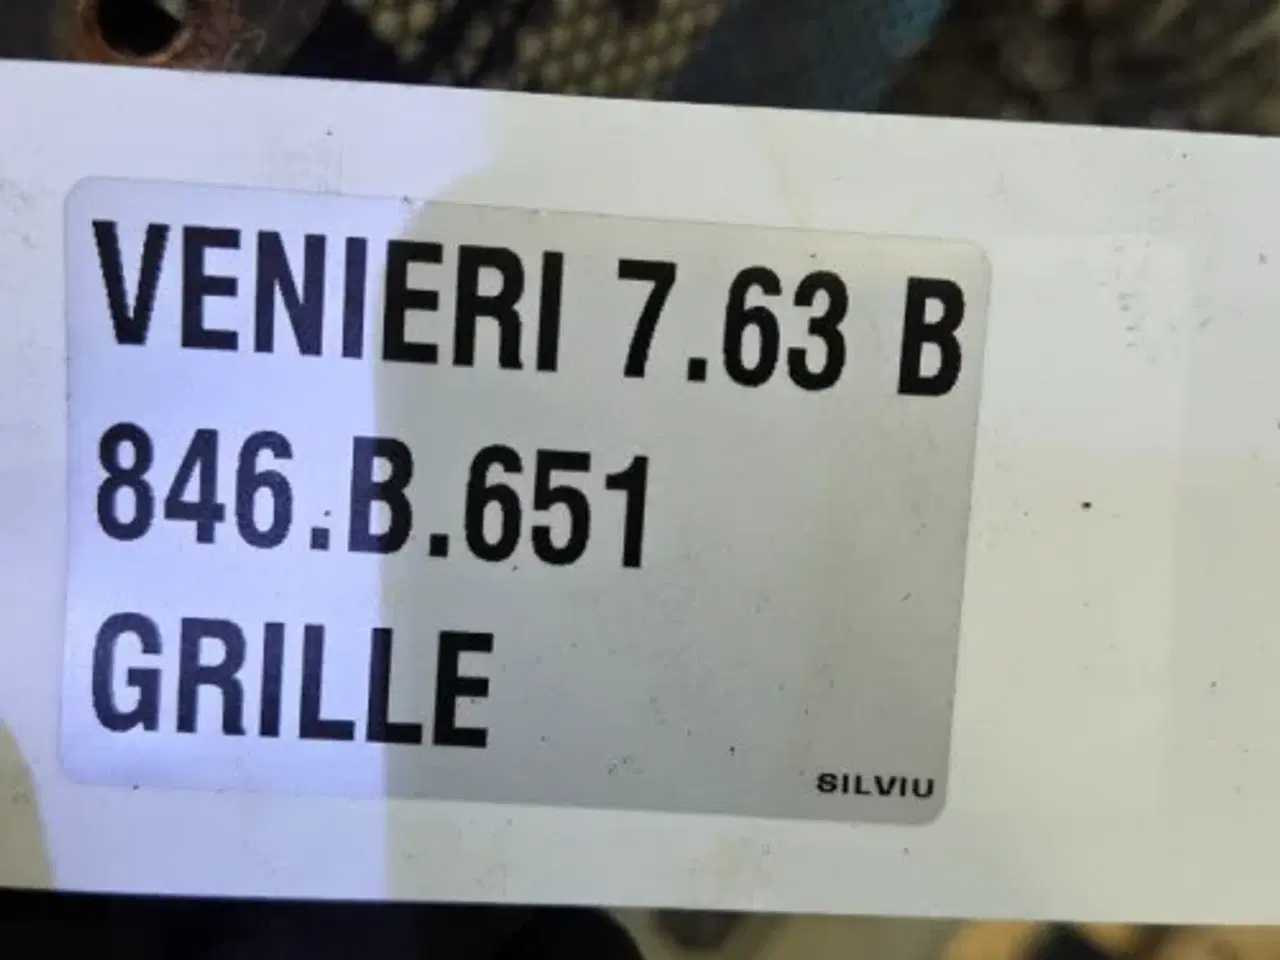 VENIERI 7.63 B
846.B.651
GRILLE
SILVIU